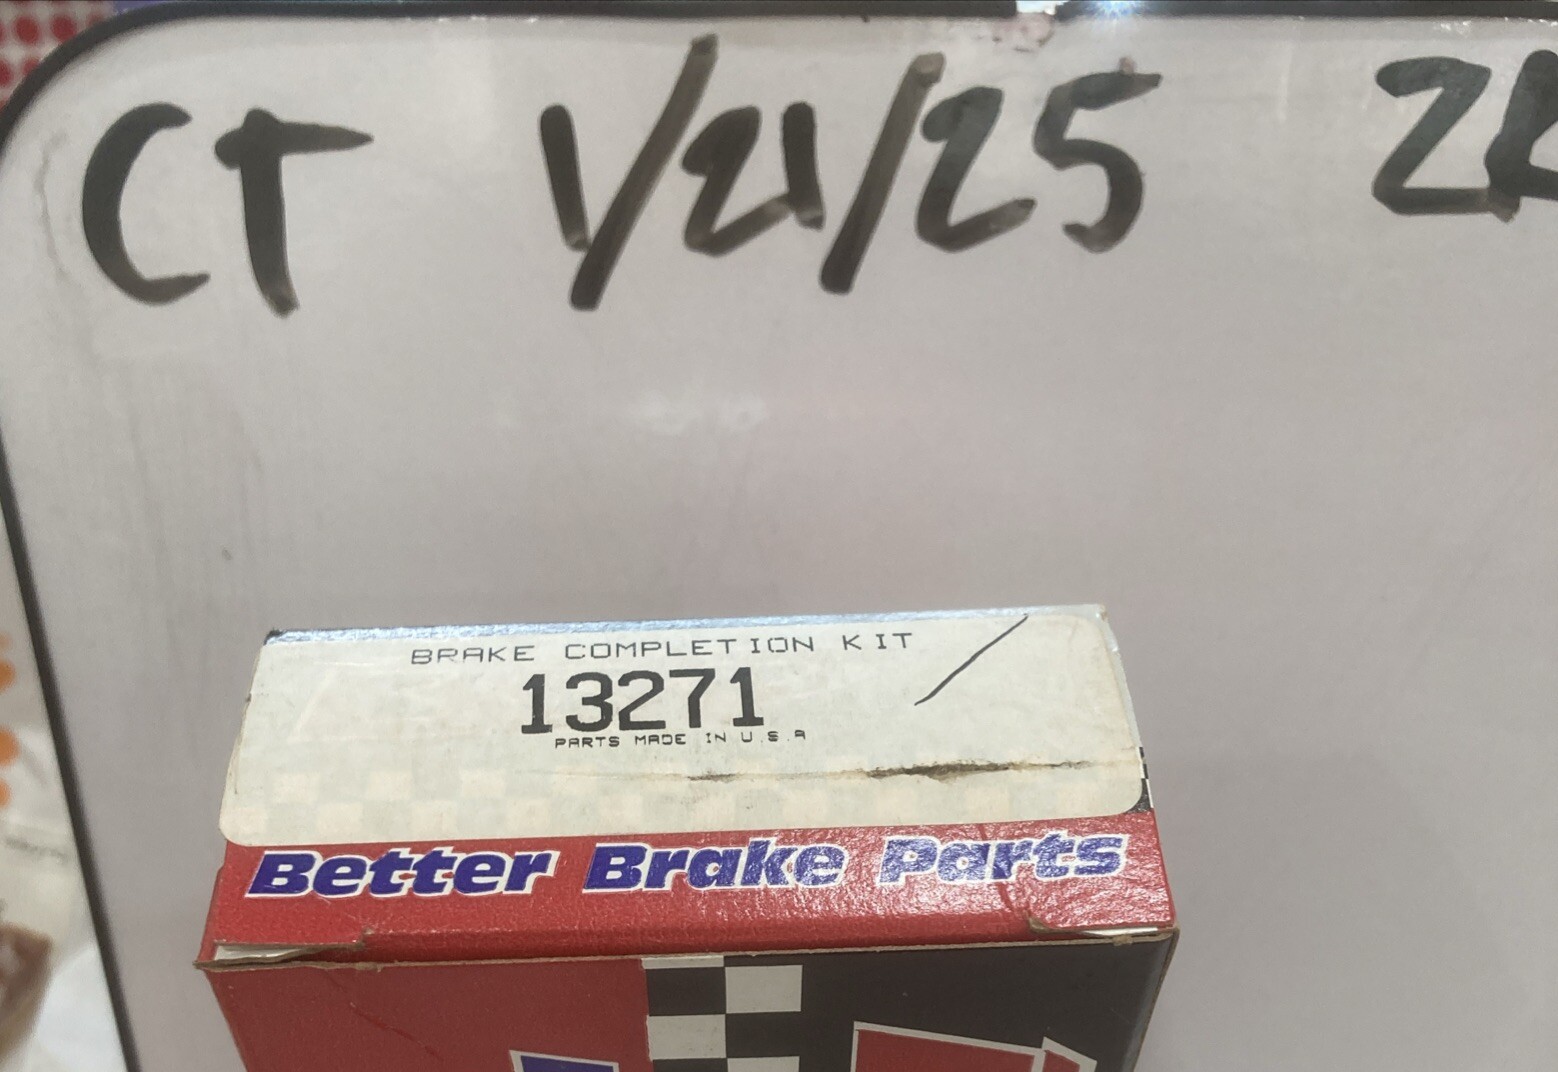 CT 1/21/25
BRAKE COMPLETION KIT
13271
PARTS MADE IN U.S.A
Better Brake Parts